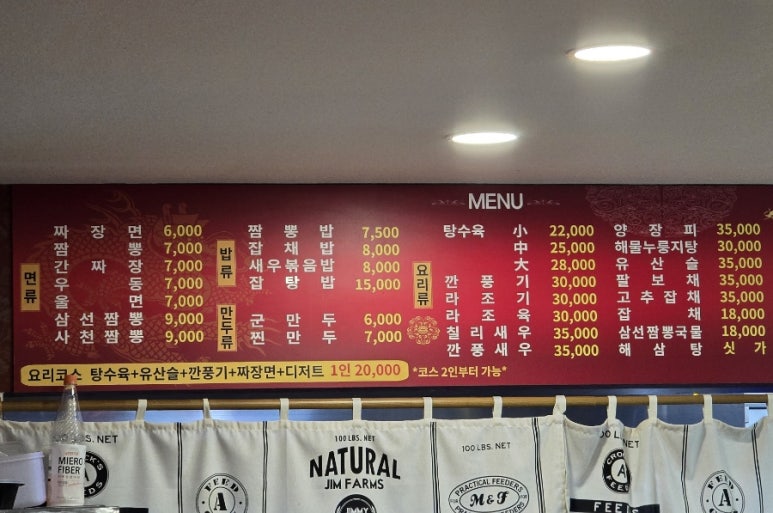 MENU
면류
짜장면 6,000
짬뽕 7,000
간짜장 7,000
우동 7,000
울면 7,000
삼선짬뽕 9,000
사천짬뽕 9,000
밥류
짬뽕밥 7,500
잡채밥 8,000
새우볶음밥 8,000
잡탕밥 15,000
만두류
군만두 6,000
찐만두 7,000
요리류
탕수육 小 22,000
中 25,000
大 28,000
깐풍기 30,000
라조기 30,000
라조육 30,000
칠리새우 35,000
깐풍새우 35,000
양장피 35,000
해물누룽지탕 30,000
유산슬 35,000
팔보채 35,000
고추잡채 35,000
잡채 18,000
삼선짬뽕국물 18,000
해삼탕 싯가
요리코스 탕수육+유산슬+깐풍기+짜장면+디저트 1인 20,000
*코스 2인부터 가능*
MICRO
FIBER
LBS. NET
FEEDS
FEED
A
100 LBS. NET
NATURAL
JIM FARMS
JIMMY
100 LBS. NET
PRACTICAL FEEDERS
M&F
LBS. NET
A
FEEDS
FEED
A